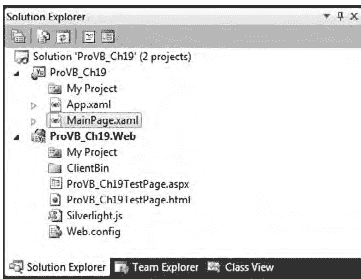 Solution Explorer
Solution 'ProVB_Ch19' (2 projects)
ProVB_Ch19
My Project
App.xaml
MainPage.xaml
ProVB_Ch19.Web
My Project
ClientBin
ProVB_Ch19TestPage.aspx
ProVB_Ch19TestPage.html
Silverlight.js
Web.config
Solution Explorer Team Explorer Class View